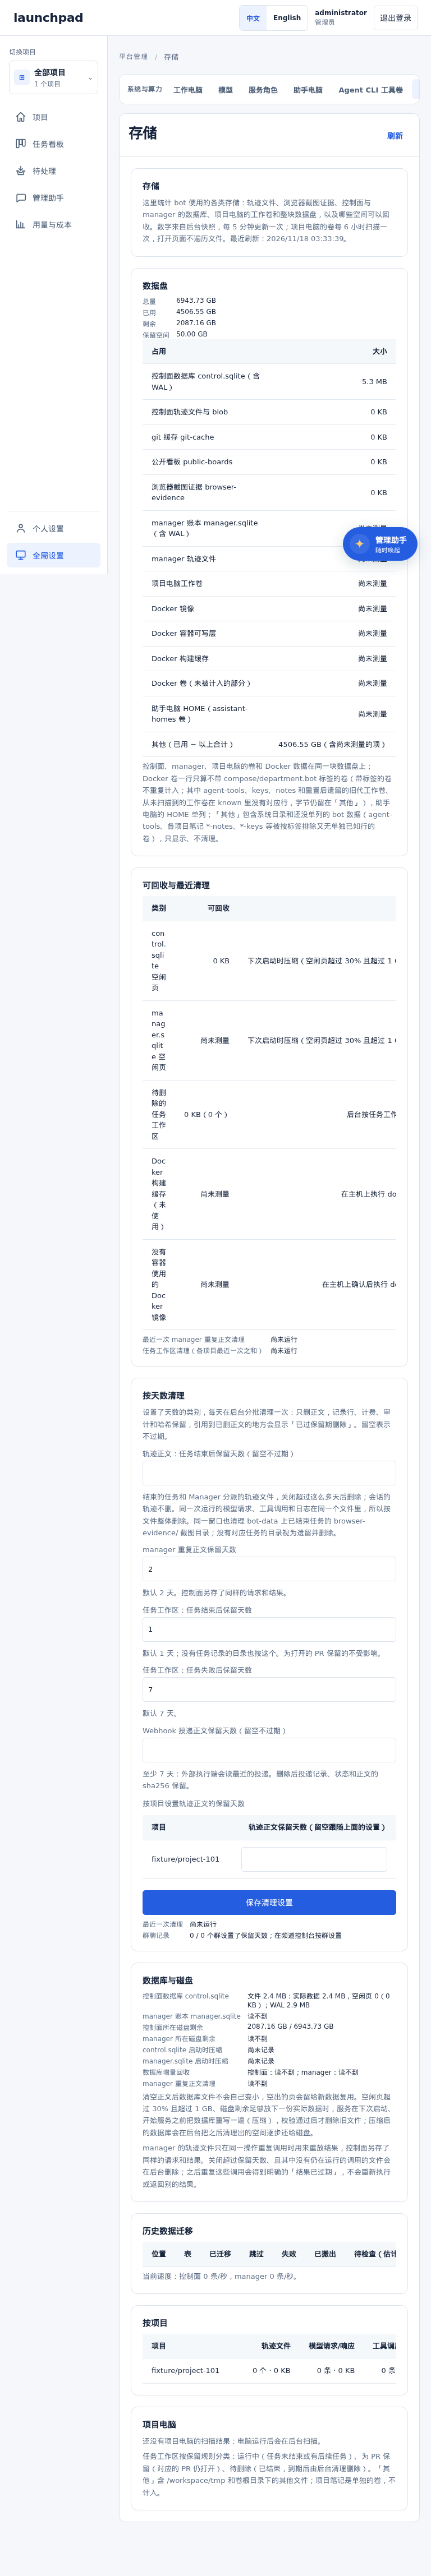 launchpad
中文
English
administrator
管理员
退出登录
切换项目
全部项目
1 个项目
项目
任务看板
待处理
管理助手
用量与成本
个人设置
全局设置
平台管理 / 存储
系统与算力 工作电脑 模型 服务角色 助手电脑 Agent CLI 工具卷
存储
刷新
存储
这里统计 bot 使用的各类存储：轨迹文件、浏览器截图证据、控制面与
manager 的数据库、项目电脑的工作卷和整块数据盘，以及哪些空间可以回
收。数字来自后台快照，每 5 分钟更新一次；项目电脑的卷每 6 小时扫描一
次，打开页面不遍历文件。最近刷新：2026/11/18 03:33:39。
数据盘
总量 6943.73 GB
已用 4506.55 GB
剩余 2087.16 GB
保留空间 50.00 GB
占用 大小
控制面数据库 control.sqlite（含
WAL） 5.3 MB
控制面轨迹文件与 blob 0 KB
git 缓存 git-cache 0 KB
公开看板 public-boards 0 KB
浏览器截图证据 browser-
evidence 0 KB
manager 账本 manager.sqlite
（含 WAL）
管理助手
随时唤起
manager 轨迹文件
项目电脑工作卷 尚未测量
Docker 镜像 尚未测量
Docker 容器可写层 尚未测量
Docker 构建缓存 尚未测量
Docker 卷（未被计入的部分） 尚未测量
助手电脑 HOME（assistant-
homes 卷） 尚未测量
其他（已用 − 以上合计） 4506.55 GB（含尚未测量的项）
控制面、manager、项目电脑的卷和 Docker 数据在同一块数据盘上；
Docker 卷一行只算不带 compose/department.bot 标签的卷（带标签的卷
不重复计入；其中 agent-tools、keys、notes 和重置后遗留的旧代工作卷、
从未扫描到的工作卷在 known 里没有对应行，字节仍留在「其他」），助手
电脑的 HOME 单列；「其他」包含系统目录和还没单列的 bot 数据（agent-
tools、各项目笔记 *-notes、*-keys 等被按标签排除又无单独已知行的
卷），只显示、不清理。
可回收与最近清理
类别 可回收
con
trol.
sqli
te
空闲
页
0 KB 下次启动时压缩（空闲页超过 30% 且超过 1 G
ma
nag
er.s
qlit
e 空
闲页
尚未测量 下次启动时压缩（空闲页超过 30% 且超过 1 G
待删
除的
任务
工作
区
0 KB（0 个） 后台按任务工作
Doc
ker
构建
缓存
（未
使
用）
尚未测量 在主机上执行 do
没有
容器
使用
的
Doc
ker
镜像
尚未测量 在主机上确认后执行 do
最近一次 manager 重复正文清理 尚未运行
任务工作区清理（各项目最近一次之和） 尚未运行
按天数清理
设置了天数的类别，每天在后台分批清理一次：只删正文，记录行、计费、审
计和哈希保留，引用到已删正文的地方会显示「已过保留期删除」。留空表示
不过期。
轨迹正文：任务结束后保留天数（留空不过期）
结束的任务和 Manager 分派的轨迹文件，关闭超过这么多天后删除；会话的
轨迹不删。同一次运行的模型请求、工具调用和日志在同一个文件里，所以按
文件整体删除。同一窗口也清理 bot-data 上已结束任务的 browser-
evidence/ 截图目录；没有对应任务的目录视为遗留并删除。
manager 重复正文保留天数
2
默认 2 天。控制面另存了同样的请求和结果。
任务工作区：任务结束后保留天数
1
默认 1 天；没有任务记录的目录也按这个。为打开的 PR 保留的不受影响。
任务工作区：任务失败后保留天数
7
默认 7 天。
Webhook 投递正文保留天数（留空不过期）
至少 7 天：外部执行端会读最近的投递。删除后投递记录、状态和正文的
sha256 保留。
按项目设置轨迹正文的保留天数
项目 轨迹正文保留天数（留空跟随上面的设置）
fixture/project-101
保存清理设置
最近一次清理 尚未运行
群聊记录 0 / 0 个群设置了保留天数；在频道控制台按群设置
数据库与磁盘
控制面数据库 control.sqlite 文件 2.4 MB：实际数据 2.4 MB，空闲页 0（0
KB）；WAL 2.9 MB
manager 账本 manager.sqlite 读不到
控制面所在磁盘剩余 2087.16 GB / 6943.73 GB
manager 所在磁盘剩余 读不到
control.sqlite 启动时压缩 尚未记录
manager.sqlite 启动时压缩 尚未记录
数据库增量回收 控制面：读不到；manager：读不到
manager 重复正文清理 读不到
清空正文后数据库文件不会自己变小，空出的页会留给新数据复用。空闲页超
过 30% 且超过 1 GB、磁盘剩余足够放下一份实际数据时，服务在下次启动、
开始服务之前把数据库重写一遍（压缩），校验通过后才删除旧文件；压缩后
的数据库会在后台把之后清理出的空间逐步还给磁盘。
manager 的轨迹文件只在同一操作重复调用时用来重放结果，控制面另存了
同样的请求和结果。关闭超过保留天数、且其中没有仍在运行的调用的文件会
在后台删除；之后重复这些调用会得到明确的「结果已过期」，不会重新执行
或返回别的结果。
历史数据迁移
位置 表 已迁移 跳过 失败 已搬出 待检查（估计
当前速度：控制面 0 条/秒，manager 0 条/秒。
按项目
项目 轨迹文件 模型请求/响应 工具调用
fixture/project-101 0 个 · 0 KB 0 条 · 0 KB 0 条
项目电脑
还没有项目电脑的扫描结果：电脑运行后会在后台扫描。
任务工作区按保留规则分类：运行中（任务未结束或有后续任务）、为 PR 保
留（对应的 PR 仍打开）、待删除（已结束，到期后由后台清理删除）。「其
他」含 /workspace/tmp 和卷根目录下的其他文件；项目笔记是单独的卷，不
计入。